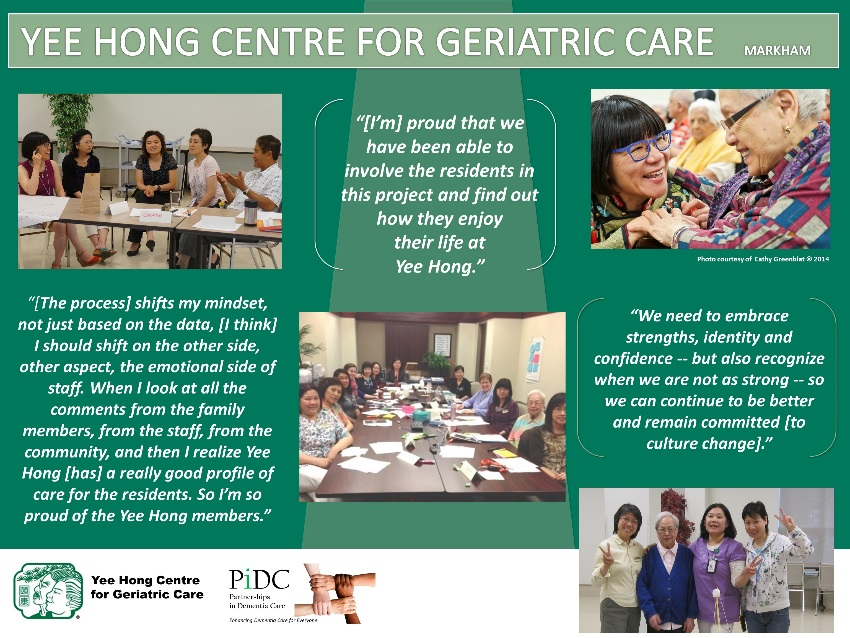 YEE HONG CENTRE FOR GERIATRIC CARE MARKHAM
“[I’m] proud that we
have been able to
involve the residents in
this project and find out
how they enjoy
their life at
Yee Hong.”
Photo courtesy of Cathy Greenblat ® 2014
“[The process] shifts my mindset,
not just based on the data, [I think]
I should shift on the other side,
other aspect, the emotional side of
staff. When I look at all the
comments from the family
members, from the staff, from the
community, and then I realize Yee
Hong [has] a really good profile of
care for the residents. So I’m so
proud of the Yee Hong members.”
“We need to embrace
strengths, identity and
confidence -- but also recognize
when we are not as strong -- so
we can continue to be better
and remain committed [to
culture change].”
Yee Hong Centre
for Geriatric Care
PiDC
Partnerships
in Dementia Care
Enhancing Dementia Care for Everyone